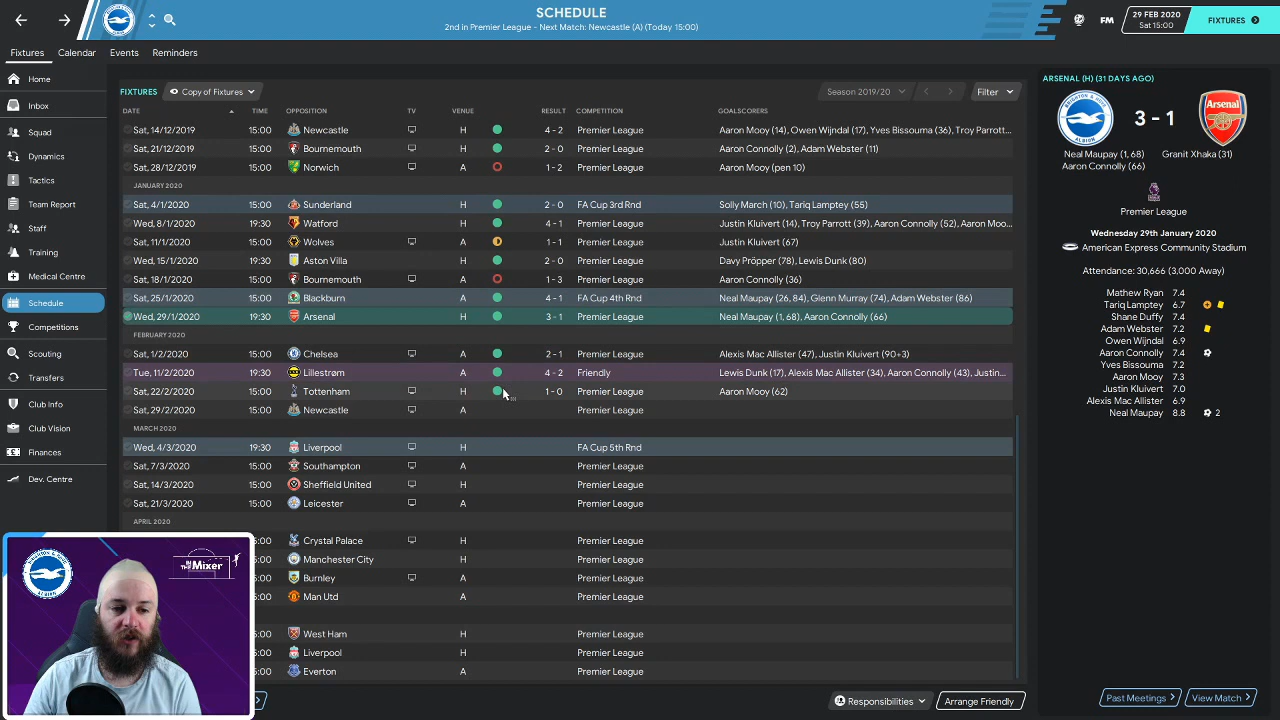 SCHEDULE
2nd in Premier League - Next Match: Newcastle (A) (Today 15:00)
FM
29 FEB 2020
Sat 15:00
FIXTURES
Fixtures Calendar Events Reminders
Home
Inbox
Squad
Dynamics
Tactics
Team Report
Staff
Training
Medical Centre
Schedule
Competitions
Scouting
Transfers
Club Info
Club Vision
Finances
Dev. Centre
FIXTURES Copy of Fixtures Season 2019/20 Filter
DATE TIME OPPOSITION TV VENUE RESULT COMPETITION GOALSCORERS
Sat, 14/12/2019 15:00 Newcastle H 4 - 2 Premier League Aaron Mooy (14), Owen Wijndal (17), Yves Bissouma (36), Troy Parrott...
Sat, 21/12/2019 15:00 Bournemouth H 2 - 0 Premier League Aaron Connolly (2), Adam Webster (11)
Sat, 28/12/2019 15:00 Norwich A 1 - 2 Premier League Aaron Mooy (pen 10)
JANUARY 2020
Sat, 4/1/2020 15:00 Sunderland H 2 - 0 FA Cup 3rd Rnd Solly March (10), Tariq Lamptey (55)
Wed, 8/1/2020 19:30 Watford H 4 - 1 Premier League Justin Kluivert (14), Troy Parrott (39), Aaron Connolly (52), Aaron Moo...
Sat, 11/1/2020 15:00 Wolves A 1 - 1 Premier League Justin Kluivert (67)
Wed, 15/1/2020 19:30 Aston Villa H 2 - 0 Premier League Davy Pröpper (78), Lewis Dunk (80)
Sat, 18/1/2020 15:00 Bournemouth A 1 - 3 Premier League Aaron Connolly (36)
Sat, 25/1/2020 15:00 Blackburn H 4 - 1 FA Cup 4th Rnd Neal Maupay (26, 84), Glenn Murray (74), Adam Webster (86)
Wed, 29/1/2020 19:30 Arsenal H 3 - 1 Premier League Neal Maupay (1, 68), Aaron Connolly (66)
FEBRUARY 2020
Sat, 1/2/2020 15:00 Chelsea A 2 - 1 Premier League Alexis Mac Allister (47), Justin Kluivert (90+3)
Tue, 11/2/2020 19:30 Lillestrøm A 4 - 2 Friendly Lewis Dunk (17), Alexis Mac Allister (34), Aaron Connolly (43), Justin...
Sat, 22/2/2020 15:00 Tottenham H 1 - 0 Premier League Aaron Mooy (62)
Sat, 29/2/2020 15:00 Newcastle A Premier League
MARCH 2020
Wed, 4/3/2020 19:30 Liverpool H FA Cup 5th Rnd
Sat, 7/3/2020 15:00 Southampton A Premier League
Sat, 14/3/2020 15:00 Sheffield United H Premier League
Sat, 21/3/2020 15:00 Leicester A Premier League
APRIL 2020
5:00 Crystal Palace H Premier League
5:00 Manchester City H Premier League
5:00 Burnley A Premier League
5:00 Man Utd A Premier League
5:00 West Ham H Premier League
5:00 Liverpool H Premier League
5:00 Everton A Premier League
Responsibilities Arrange Friendly
ARSENAL (H) (31 DAYS AGO)
BRIGHTON & HOVE ALBION
Arsenal
3 - 1
Neal Maupay (1, 68) Granit Xhaka (31)
Aaron Connolly (66)
Premier League
Wednesday 29th January 2020
American Express Community Stadium
Attendance: 30,666 (3,000 Away)
Mathew Ryan 7.4
Tariq Lamptey 6.7
Shane Duffy 7.4
Adam Webster 7.2
Owen Wijndal 6.9
Aaron Connolly 7.4
Yves Bissouma 7.2
Aaron Mooy 7.3
Justin Kluivert 7.0
Alexis Mac Allister 6.9
Neal Maupay 8.8 2
Past Meetings View Match
IN THE Mixer